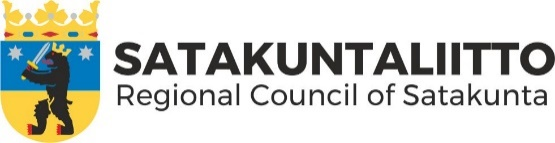 SATAKUNTALIITTO
Regional Council of Satakunta